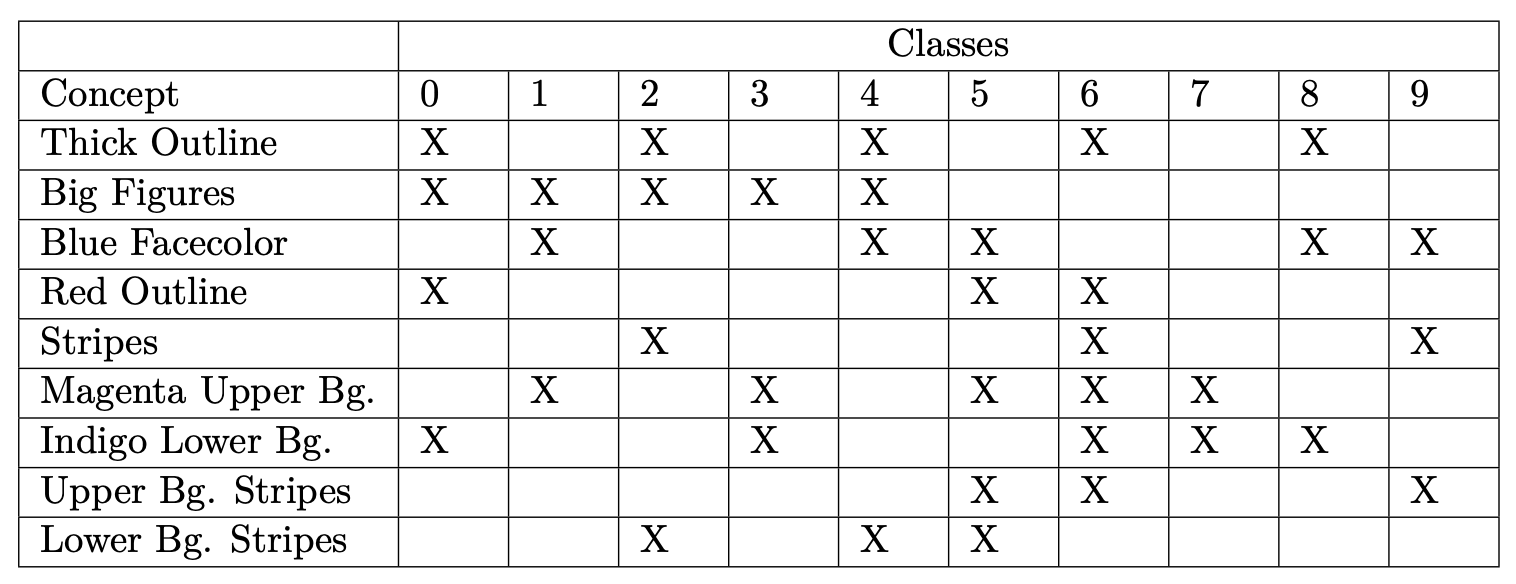 Classes
Concept 0 1 2 3 4 5 6 7 8 9
Thick Outline X X X X X
Big Figures X X X X X
Blue Facecolor X X X X X
Red Outline X X X
Stripes X X X
Magenta Upper Bg. X X X X X
Indigo Lower Bg. X X X X X
Upper Bg. Stripes X X X
Lower Bg. Stripes X X X